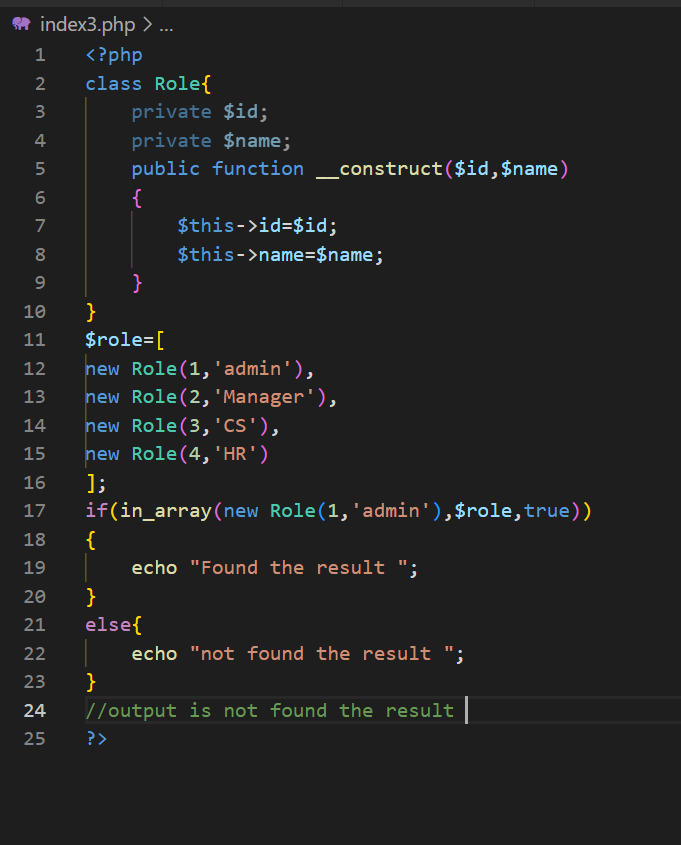 index3.php > ...
1 <?php
2 class Role{
3     private $id;
4     private $name;
5     public function __construct($id,$name)
6     {
7         $this->id=$id;
8         $this->name=$name;
9     }
10 }
11 $role=[
12 new Role(1,'admin'),
13 new Role(2,'Manager'),
14 new Role(3,'CS'),
15 new Role(4,'HR')
16 ];
17 if(in_array(new Role(1,'admin'),$role,true))
18 {
19     echo "Found the result ";
20 }
21 else{
22     echo "not found the result ";
23 }
24 //output is not found the result
25 ?>